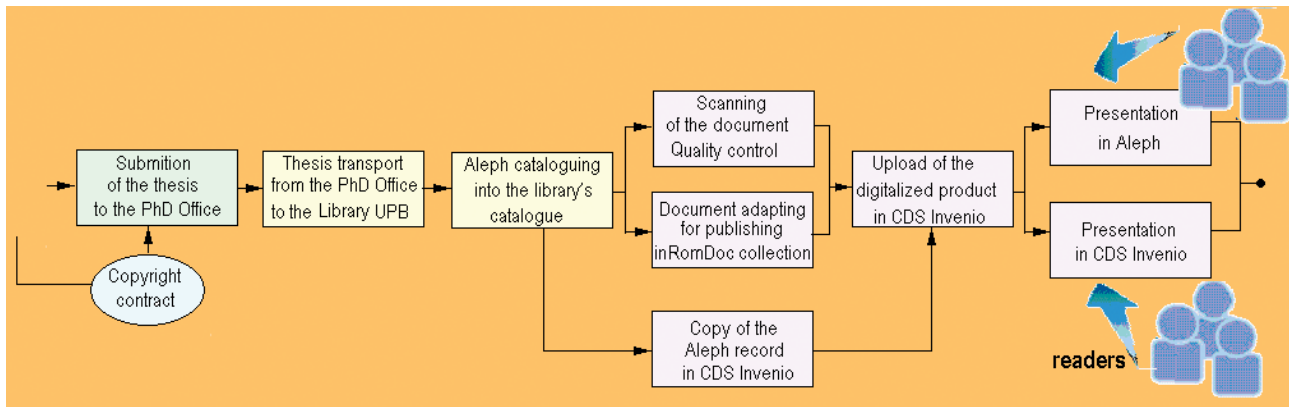 Submition
of the thesis
to the PhD Office
Copyright
contract
Thesis transport
from the PhD Office
to the Library UPB
Aleph cataloguing
into the library's
catalogue
Scanning
of the document
Quality control
Document adapting
for publishing
inRomDoc collection
Copy of the
Aleph record
in CDS Invenio
Upload of the
digitalized product
in CDS Invenio
Presentation
in Aleph
Presentation
in CDS Invenio
readers